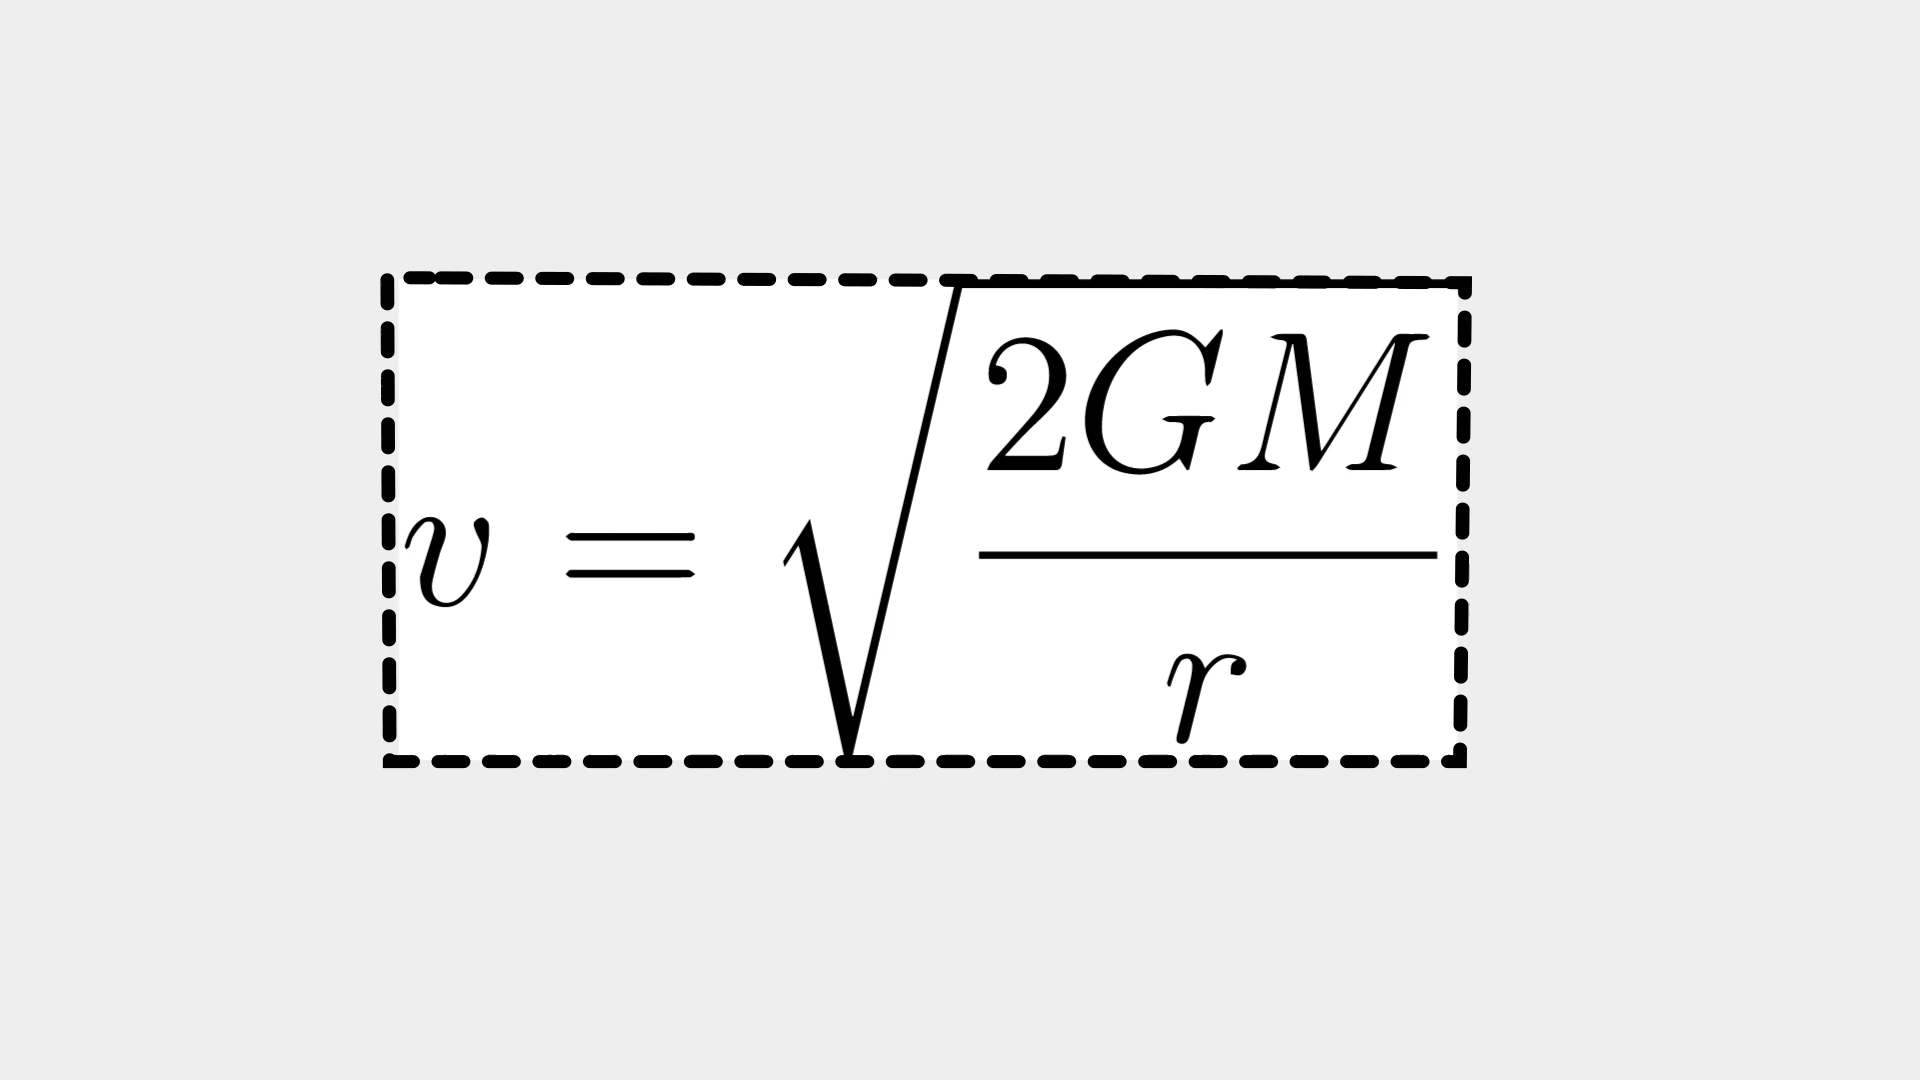 v = √(2GM / r)